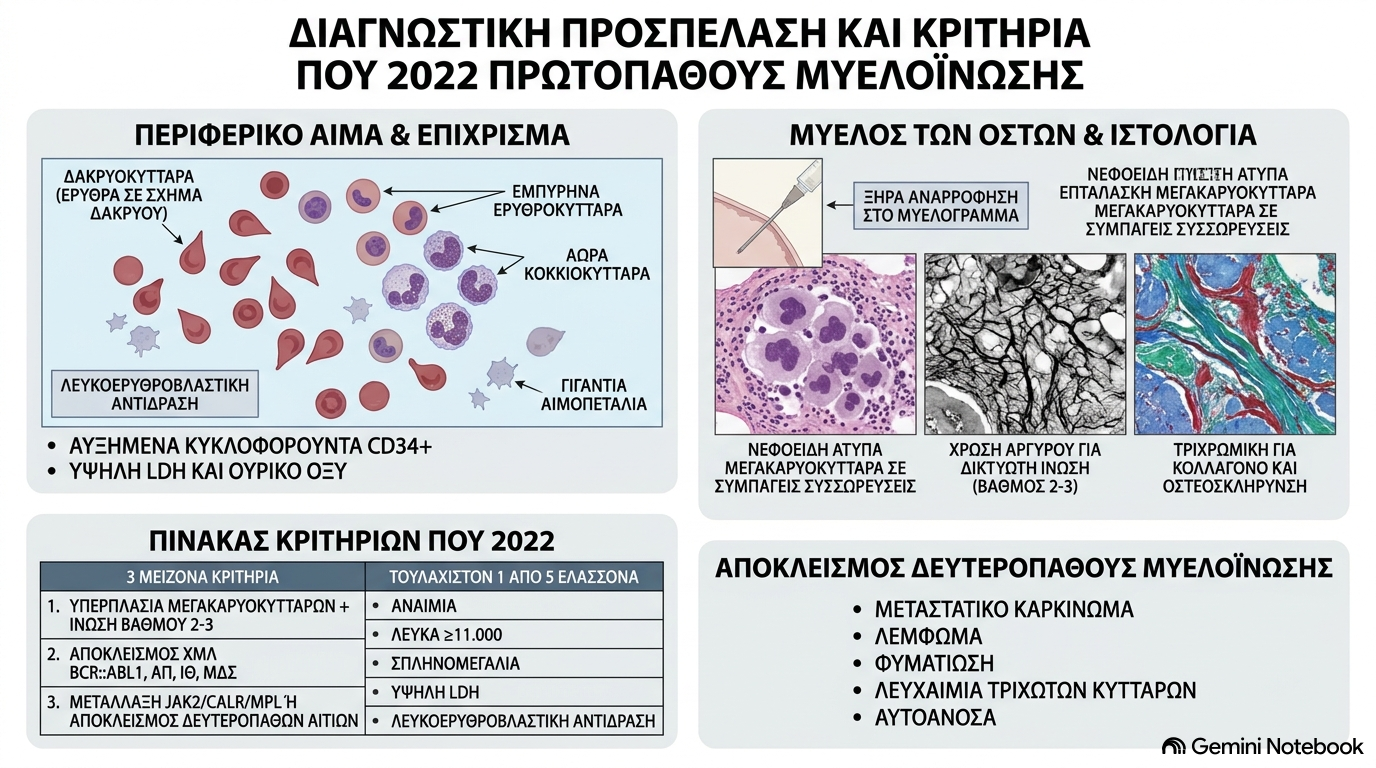 ΔΙΑΓΝΩΣΤΙΚΗ ΠΡΟΣΠΕΛΑΣΗ ΚΑΙ ΚΡΙΤΗΡΙΑ
ΠΟΥ 2022 ΠΡΩΤΟΠΑΘΟΥΣ ΜΥΕΛΟΪΝΩΣΗΣ
ΠΕΡΙΦΕΡΙΚΟ ΑΙΜΑ & ΕΠΙΧΡΙΣΜΑ
ΔΑΚΡΥΟΚΥΤΤΑΡΑ
(ΕΡΥΘΡΑ ΣΕ ΣΧΗΜΑ
ΔΑΚΡΥΟΥ)
ΕΜΠΥΡΗΝΑ
ΕΡΥΘΡΟΚΥΤΤΑΡΑ
ΑΩΡΑ
ΚΟΚΚΙΟΚΥΤΤΑΡΑ
ΛΕΥΚΟΕΡΥΘΡΟΒΛΑΣΤΙΚΗ
ΑΝΤΙΔΡΑΣΗ
ΓΙΓΑΝΤΙΑ
ΑΙΜΟΠΕΤΑΛΙΑ
• ΑΥΞΗΜΕΝΑ ΚΥΚΛΟΦΟΡΟΥΝΤΑ CD34+
• ΥΨΗΛΗ LDH ΚΑΙ ΟΥΡΙΚΟ ΟΞΥ
ΜΥΕΛΟΣ ΤΩΝ ΟΣΤΩΝ & ΙΣΤΟΛΟΓΙΑ
ΞΗΡΑ ΑΝΑΡΡΟΦΗΣΗ
ΣΤΟ ΜΥΕΛΟΓΡΑΜΜΑ
ΝΕΦΟΕΙΔΗ ΑΤΥΠΑ
ΕΠΤΑΛΑΣΚΗ ΜΕΓΑΚΑΡΥΟΚΥΤΤΑΡΑ
ΜΕΓΑΚΑΡΥΟΚΥΤΤΑΡΑ ΣΕ
ΣΥΜΠΑΓΕΙΣ ΣΥΣΣΩΡΕΥΣΕΙΣ
ΝΕΦΟΕΙΔΗ ΑΤΥΠΑ
ΜΕΓΑΚΑΡΥΟΚΥΤΤΑΡΑ ΣΕ
ΣΥΜΠΑΓΕΙΣ ΣΥΣΣΩΡΕΥΣΕΙΣ
ΧΡΩΣΗ ΑΡΓΥΡΟΥ ΓΙΑ
ΔΙΚΤΥΩΤΗ ΙΝΩΣΗ
(ΒΑΘΜΟΣ 2-3)
ΤΡΙΧΡΩΜΙΚΗ ΓΙΑ
ΚΟΛΛΑΓΟΝΟ ΚΑΙ
ΟΣΤΕΟΣΚΛΗΡΥΝΣΗ
ΠΙΝΑΚΑΣ ΚΡΙΤΗΡΙΩΝ ΠΟΥ 2022
3 ΜΕΙΖΟΝΑ ΚΡΙΤΗΡΙΑ
1. ΥΠΕΡΠΛΑΣΙΑ ΜΕΓΑΚΑΡΥΟΚΥΤΤΑΡΩΝ +
ΙΝΩΣΗ ΒΑΘΜΟΥ 2-3
2. ΑΠΟΚΛΕΙΣΜΟΣ ΧΜΛ
BCR::ABL1, ΑΠ, ΙΘ, ΜΔΣ
3. ΜΕΤΑΛΛΑΞΗ JAK2/CALR/MPL Ή
ΑΠΟΚΛΕΙΣΜΟΣ ΔΕΥΤΕΡΟΠΑΘΩΝ ΑΙΤΙΩΝ
ΤΟΥΛΑΧΙΣΤΟΝ 1 ΑΠΟ 5 ΕΛΑΣΣΟΝΑ
• ΑΝΑΙΜΙΑ
• ΛΕΥΚΑ ≥11.000
• ΣΠΛΗΝΟΜΕΓΑΛΙΑ
• ΥΨΗΛΗ LDH
• ΛΕΥΚΟΕΡΥΘΡΟΒΛΑΣΤΙΚΗ ΑΝΤΙΔΡΑΣΗ
ΑΠΟΚΛΕΙΣΜΟΣ ΔΕΥΤΕΡΟΠΑΘΟΥΣ ΜΥΕΛΟΪΝΩΣΗΣ
• ΜΕΤΑΣΤΑΤΙΚΟ ΚΑΡΚΙΝΩΜΑ
• ΛΕΜΦΩΜΑ
• ΦΥΜΑΤΙΩΣΗ
• ΛΕΥΧΑΙΜΙΑ ΤΡΙΧΩΤΩΝ ΚΥΤΤΑΡΩΝ
• ΑΥΤΟΑΝΟΣΑ
Gemini Notebook